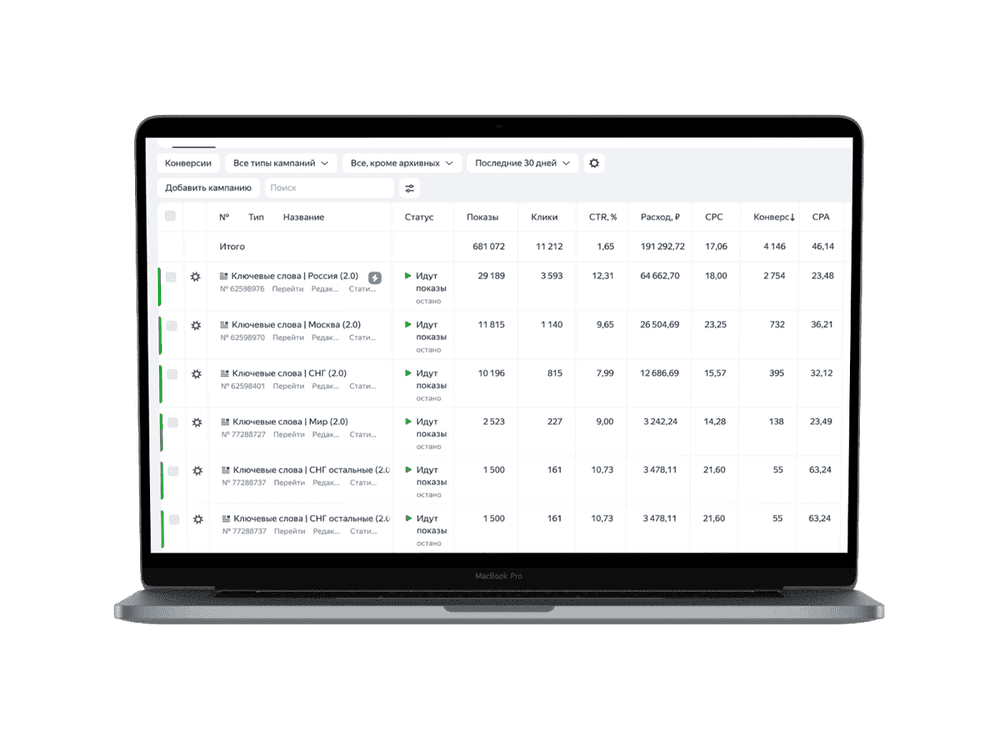 Конверсии Все типы кампаний Все, кроме архивных Последние 30 дней
Добавить кампанию Поиск
№ Тип Название Статус Показы Клики CTR, % Расход, ₽ CPC Конверс↓ CPA
Итого 681 072 11 212 1,65 191 292,72 17,06 4 146 46,14
Ключевые слова | Россия (2.0) Идут 29 189 3 593 12,31 64 662,70 18,00 2 754 23,48
№ 62598976 Перейти Редак... Стати... показы
остано
Ключевые слова | Москва (2.0) Идут 11 815 1 140 9,65 26 504,69 23,25 732 36,21
№ 62598970 Перейти Редак... Стати... показы
остано
Ключевые слова | СНГ (2.0) Идут 10 196 815 7,99 12 686,69 15,57 395 32,12
№ 62598401 Перейти Редак... Стати... показы
остано
Ключевые слова | Мир (2.0) Идут 2 523 227 9,00 3 242,24 14,28 138 23,49
№ 77288727 Перейти Редак... Стати... показы
остано
Ключевые слова | СНГ остальные (2.0 Идут 1 500 161 10,73 3 478,11 21,60 55 63,24
№ 77288737 Перейти Редак... Стати... показы
остано
Ключевые слова | СНГ остальные (2.0 Идут 1 500 161 10,73 3 478,11 21,60 55 63,24
№ 77288737 Перейти Редак... Стати... показы
остано
MacBook Pro